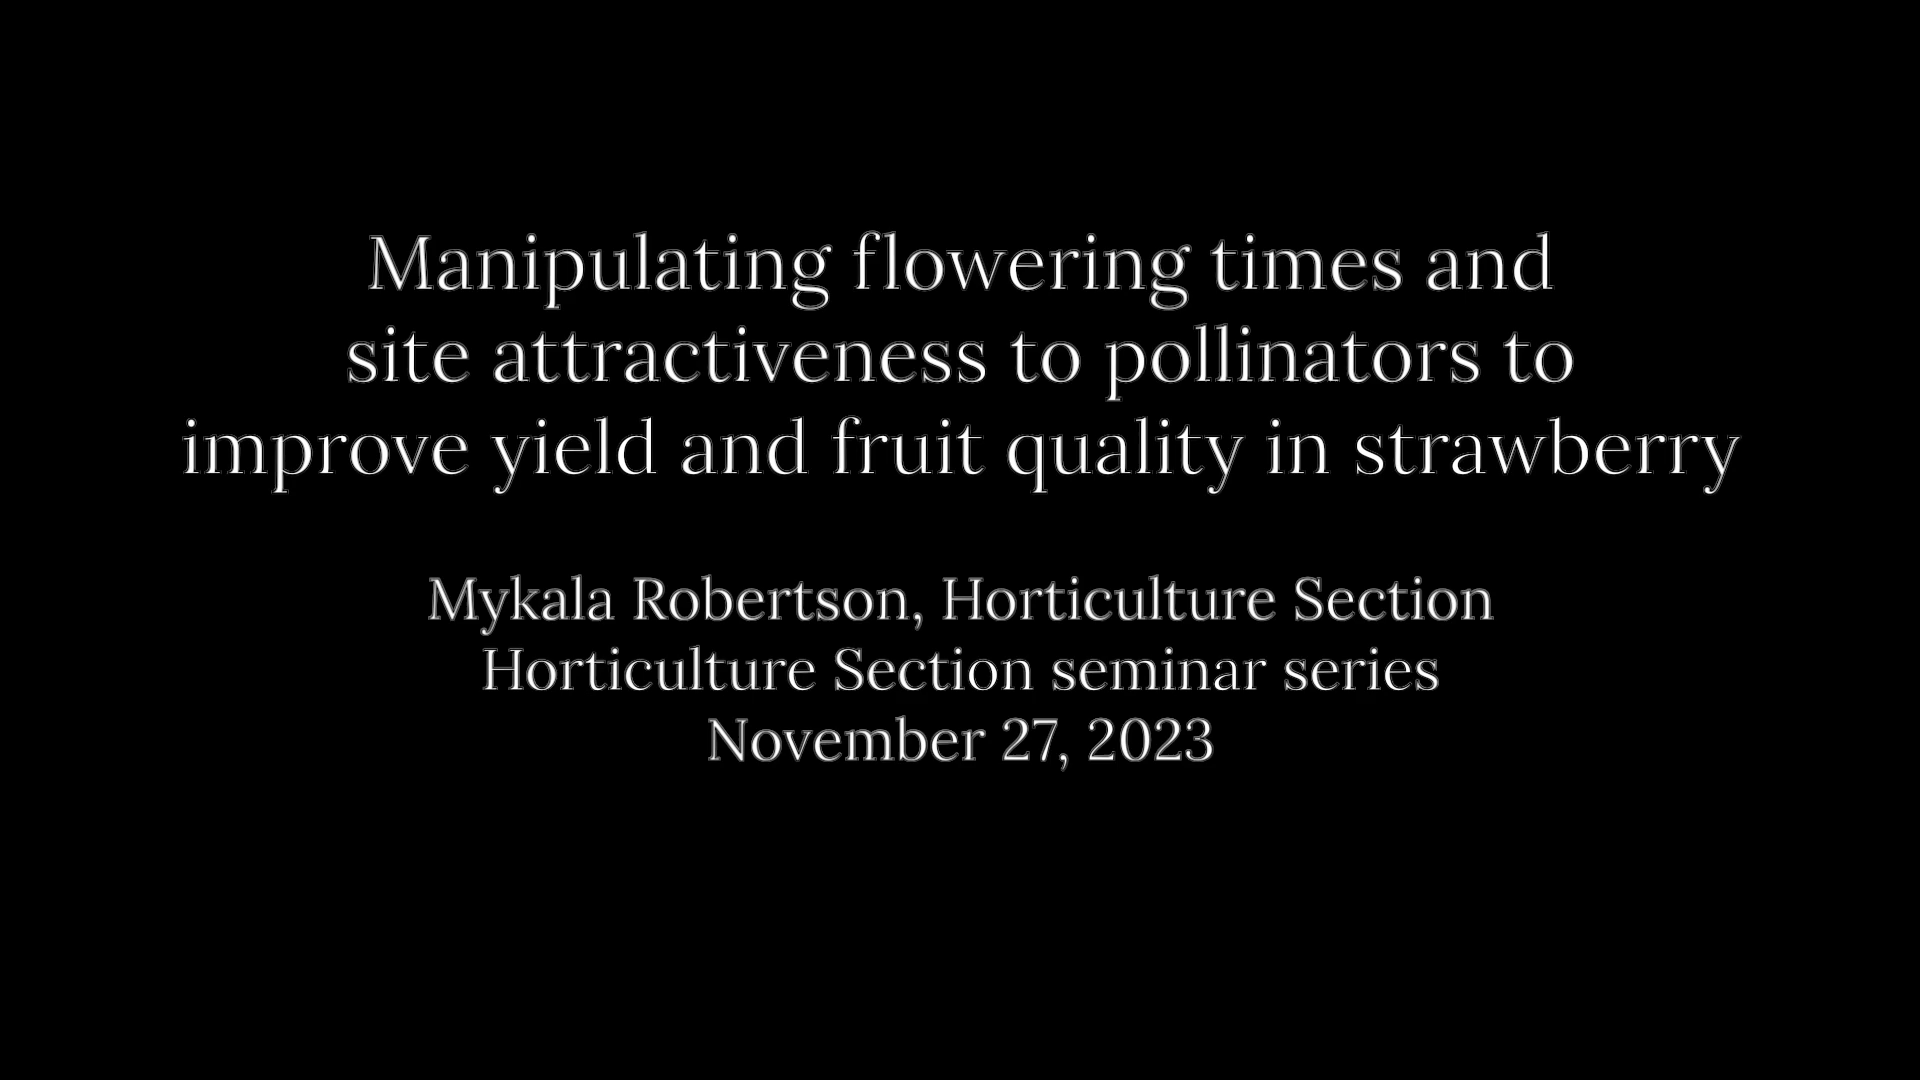 Manipulating flowering times and
site attractiveness to pollinators to
improve yield and fruit quality in strawberry
Mykala Robertson, Horticulture Section
Horticulture Section seminar series
November 27, 2023